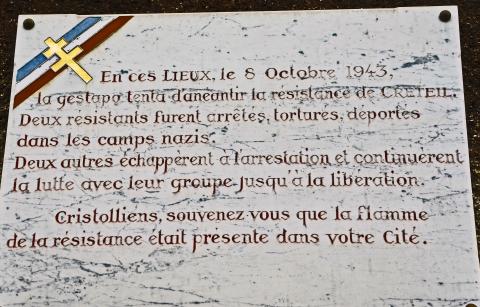 En ces LIEUX, le 8 Octobre 1943,
la gestapo tenta d'anéantir la résistance de CRETEIL.
Deux résistants furent arrêtés, torturés, déportés
dans les camps nazis.
Deux autres échappèrent à l'arrestation et continuèrent
la lutte avec leur groupe jusqu'à la libération.
Cristolliens, souvenez-vous que la flamme
de la résistance était présente dans votre Cité.